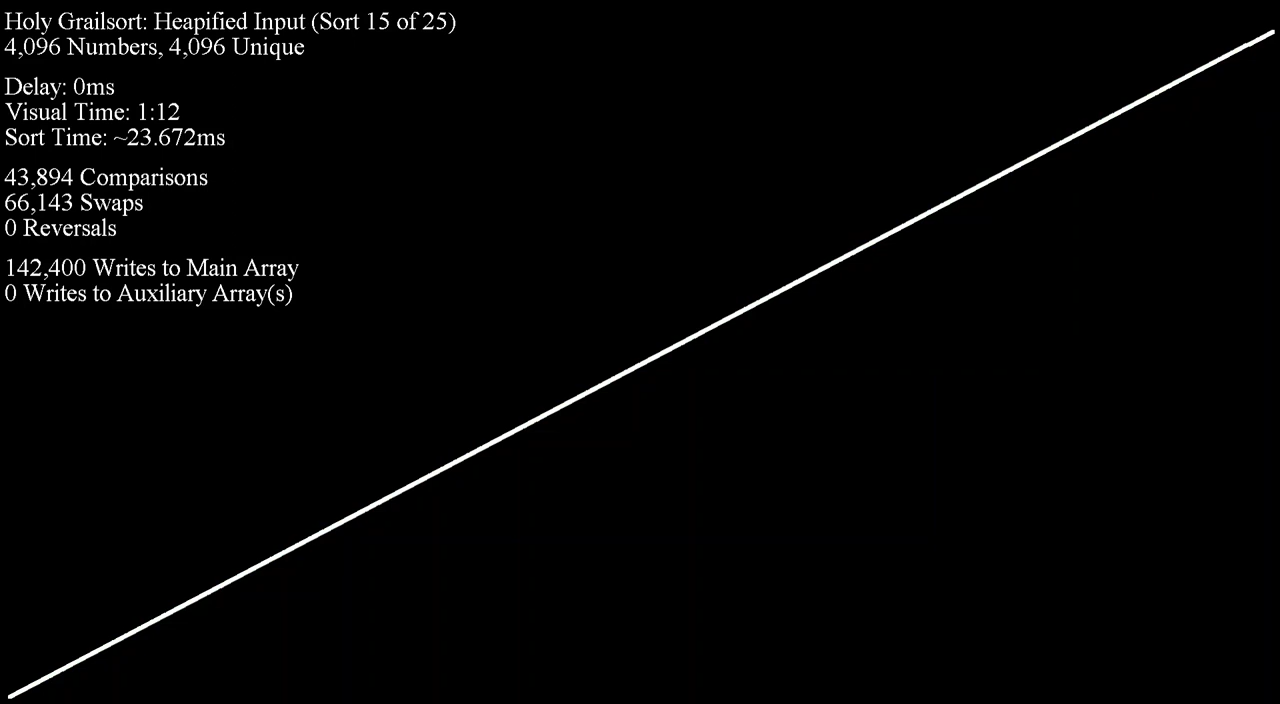 Holy Grailsort: Heapified Input (Sort 15 of 25)
4,096 Numbers, 4,096 Unique
Delay: 0ms
Visual Time: 1:12
Sort Time: ~23.672ms
43,894 Comparisons
66,143 Swaps
0 Reversals
142,400 Writes to Main Array
0 Writes to Auxiliary Array(s)